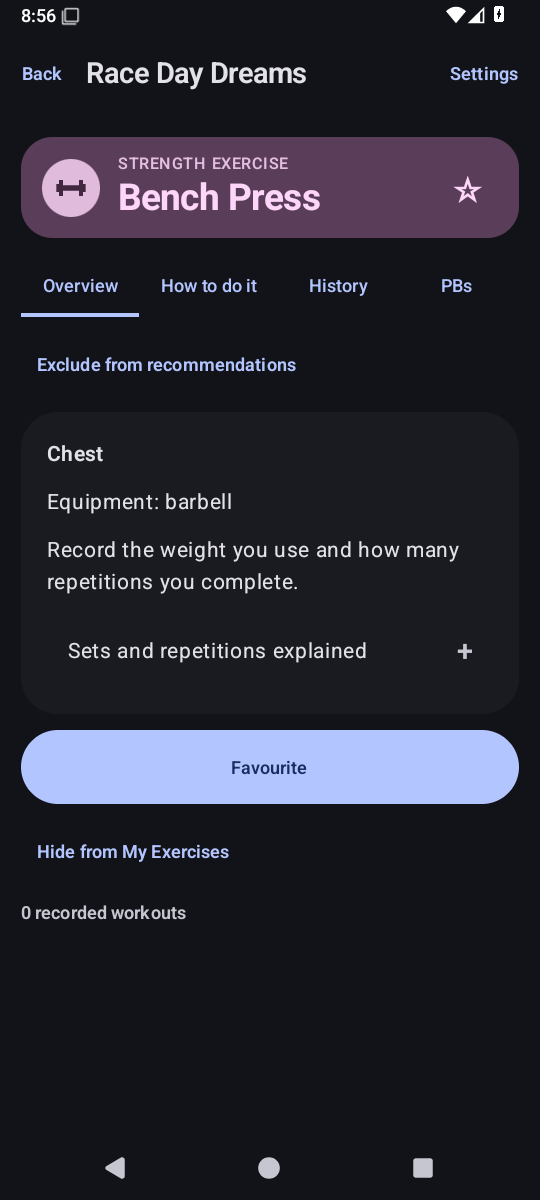 8:56
Back Race Day Dreams Settings
STRENGTH EXERCISE
Bench Press
Overview How to do it History PBs
Exclude from recommendations
Chest
Equipment: barbell
Record the weight you use and how many
repetitions you complete.
Sets and repetitions explained +
Favourite
Hide from My Exercises
0 recorded workouts